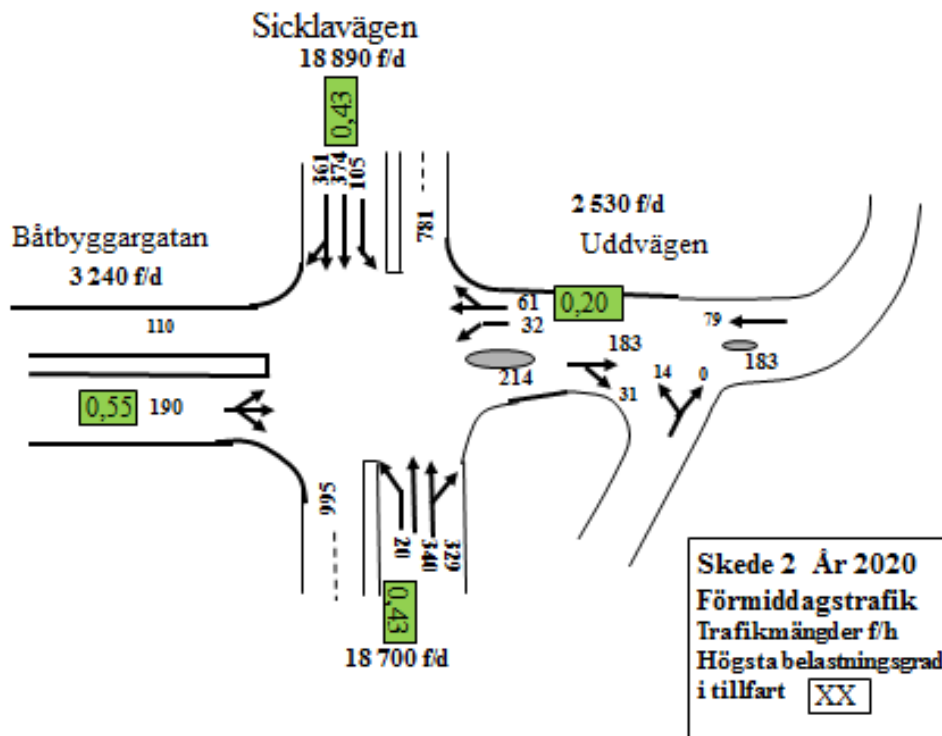 Sicklavägen
18 890 f/d
0,43
361
374
105
781
2 530 f/d
Uddvägen
Båtbyggargatan
3 240 f/d
110
61
32
0,20
79
183
183
214
31
14
0
0,55
190
995
20
340
329
0,43
18 700 f/d
Skede 2 År 2020
Förmiddagstrafik
Trafikmängder f/h
Högsta belastningsgrad
i tillfart XX